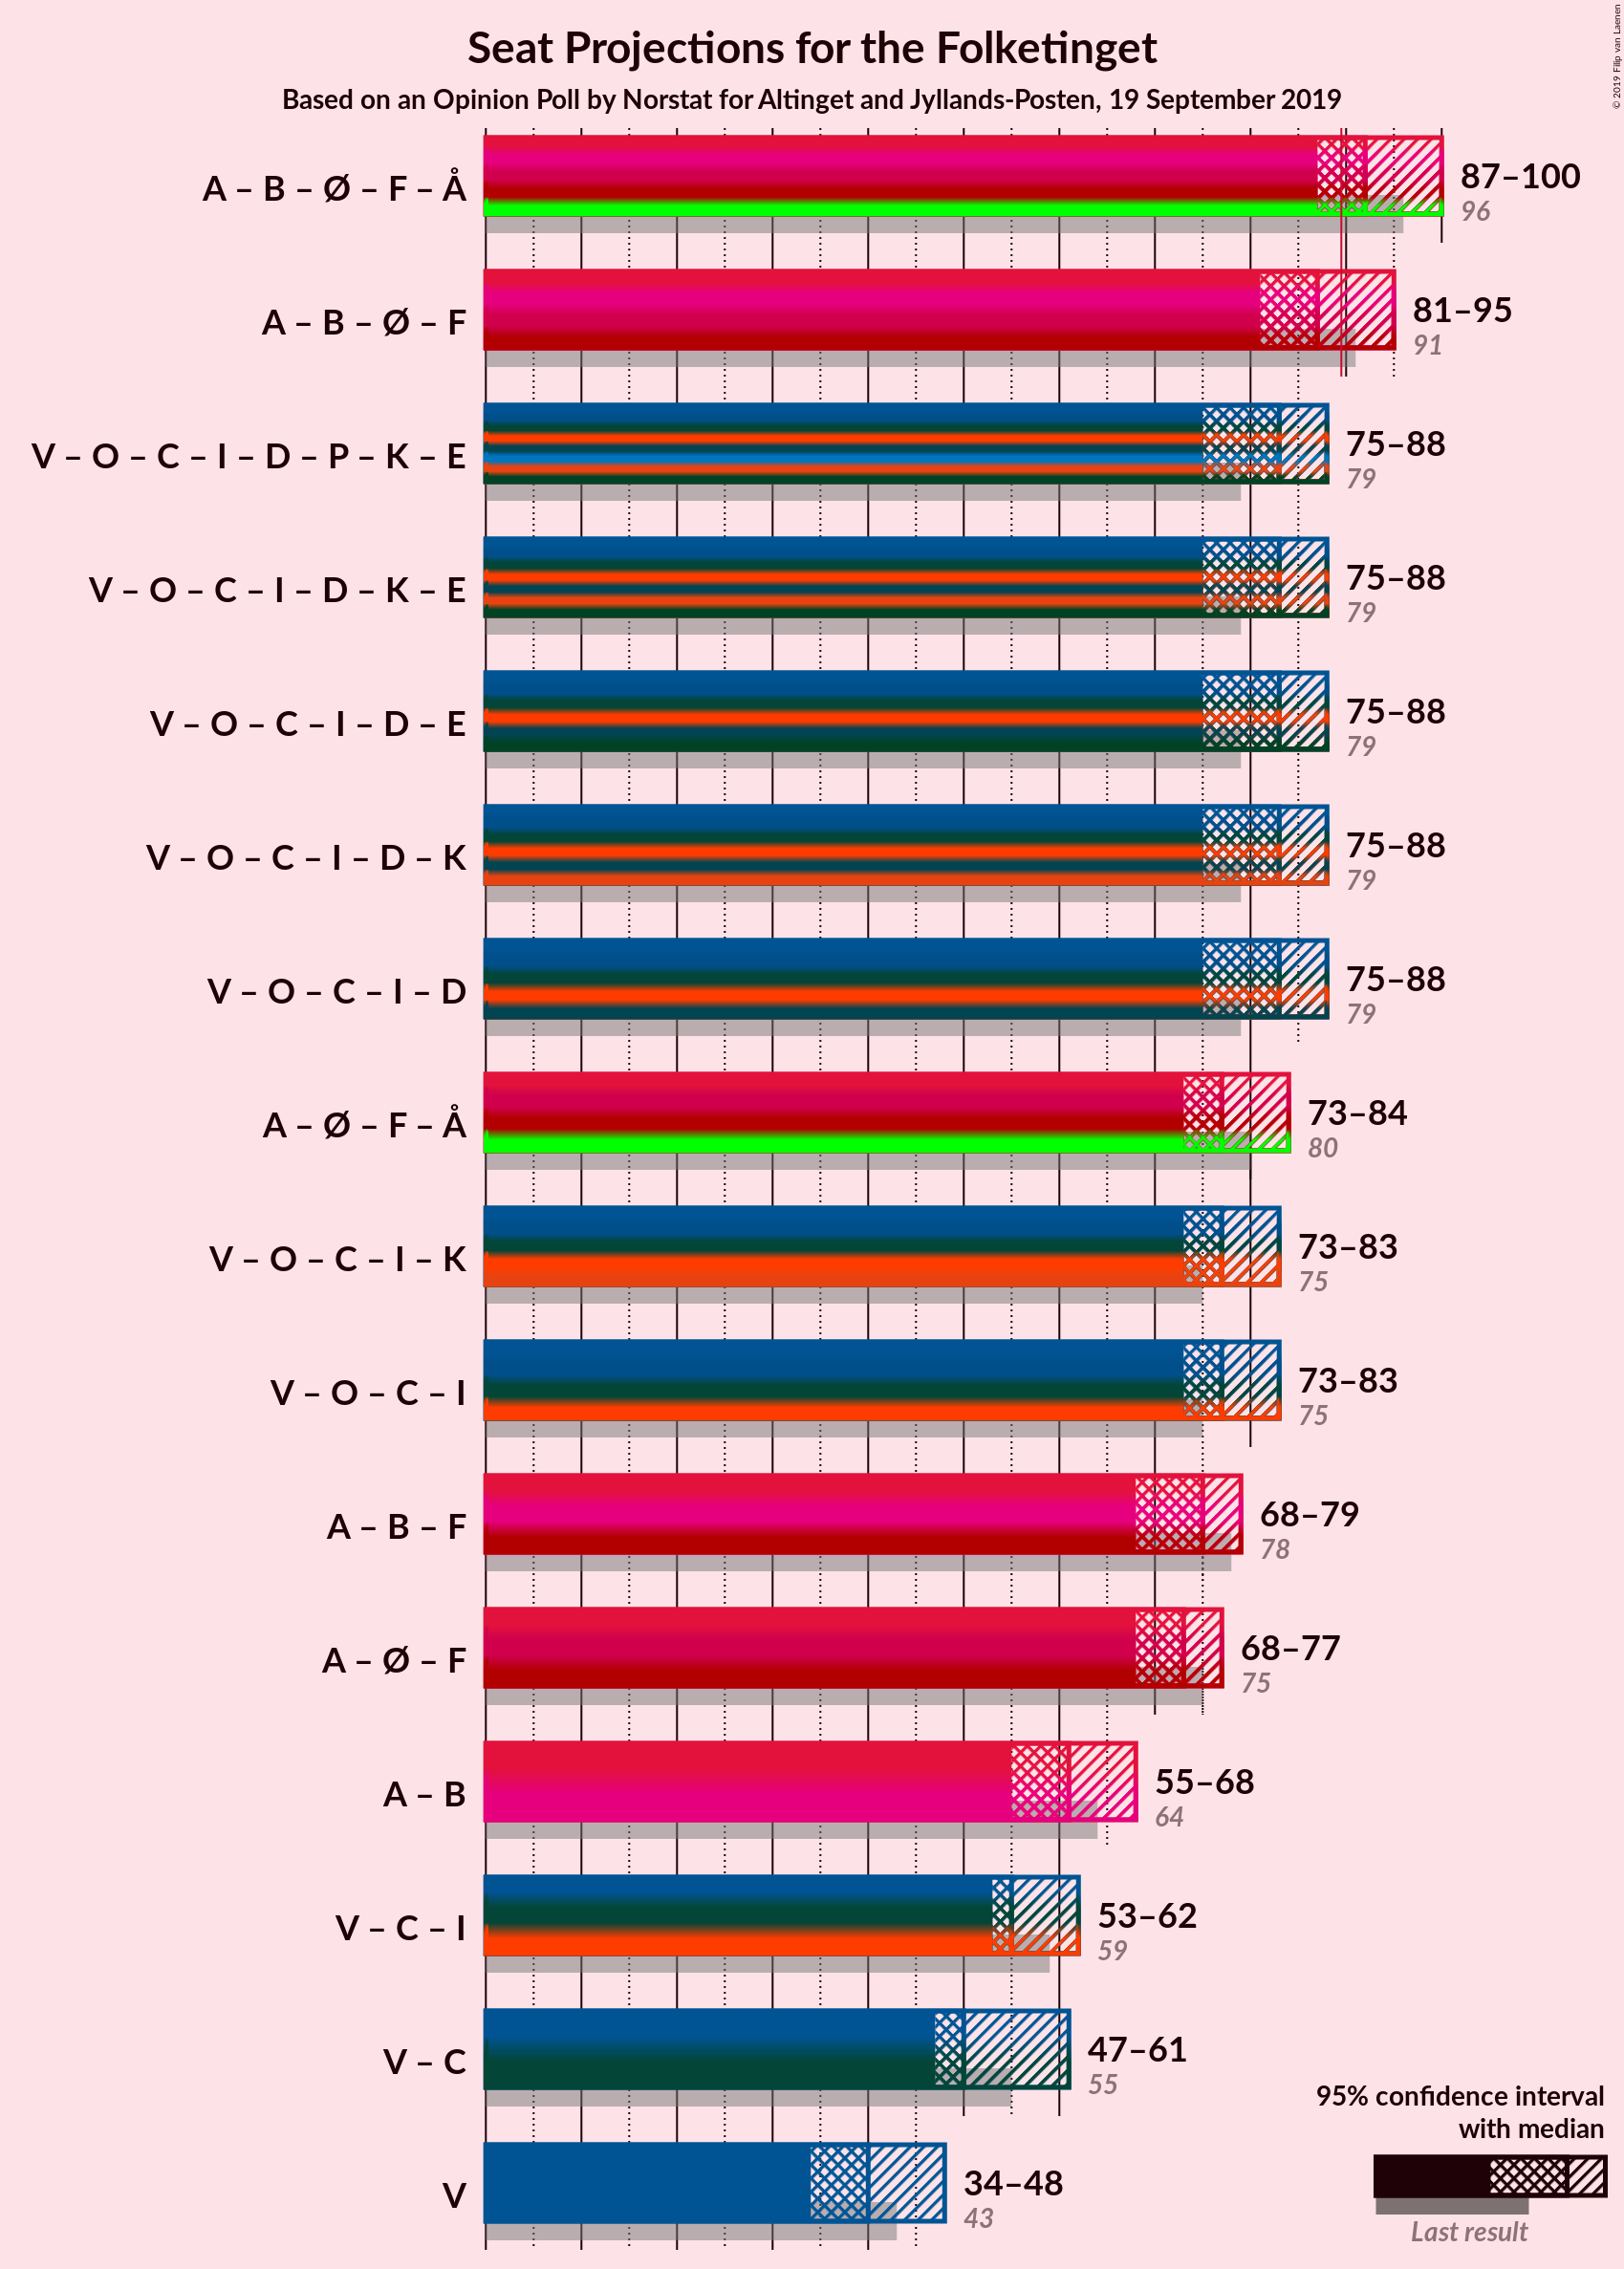 Seat Projections for the Folketinget
Based on an Opinion Poll by Norstat for Altinget and Jyllands-Posten, 19 September 2019
© 2019 Filip van Laenen
A – B – Ø – F – Å
87–100
96
A – B – Ø – F
81–95
91
V – O – C – I – D – P – K – E
75–88
79
V – O – C – I – D – K – E
75–88
79
V – O – C – I – D – E
75–88
79
V – O – C – I – D – K
75–88
79
V – O – C – I – D
75–88
79
A – Ø – F – Å
73–84
80
V – O – C – I – K
73–83
75
V – O – C – I
73–83
75
A – B – F
68–79
78
A – Ø – F
68–77
75
A – B
55–68
64
V – C – I
53–62
59
V – C
47–61
55
V
34–48
43
95% confidence interval
with median
Last result